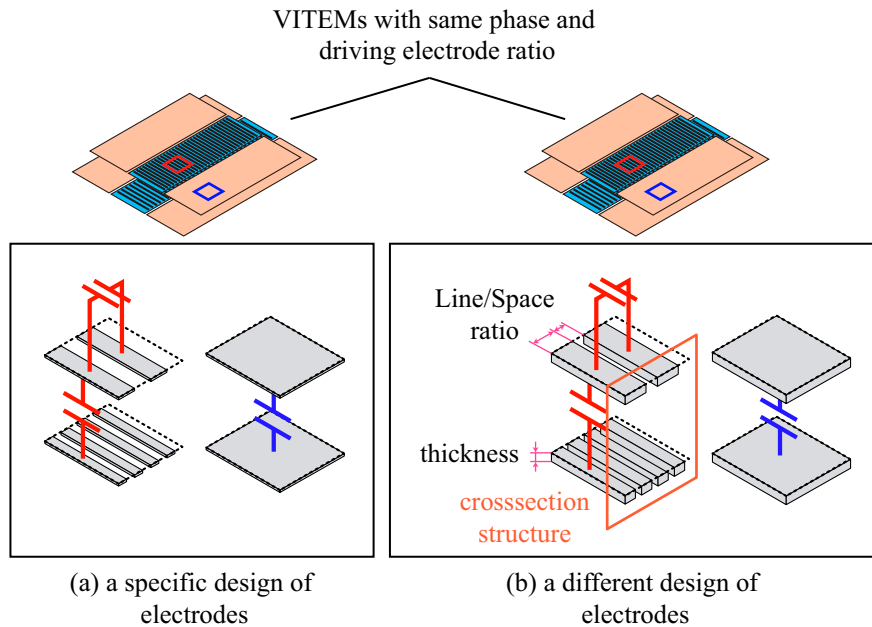 VITEMs with same phase and
driving electrode ratio
Line/Space
ratio
thickness
crosssection
structure
(a) a specific design of
electrodes
(b) a different design of
electrodes